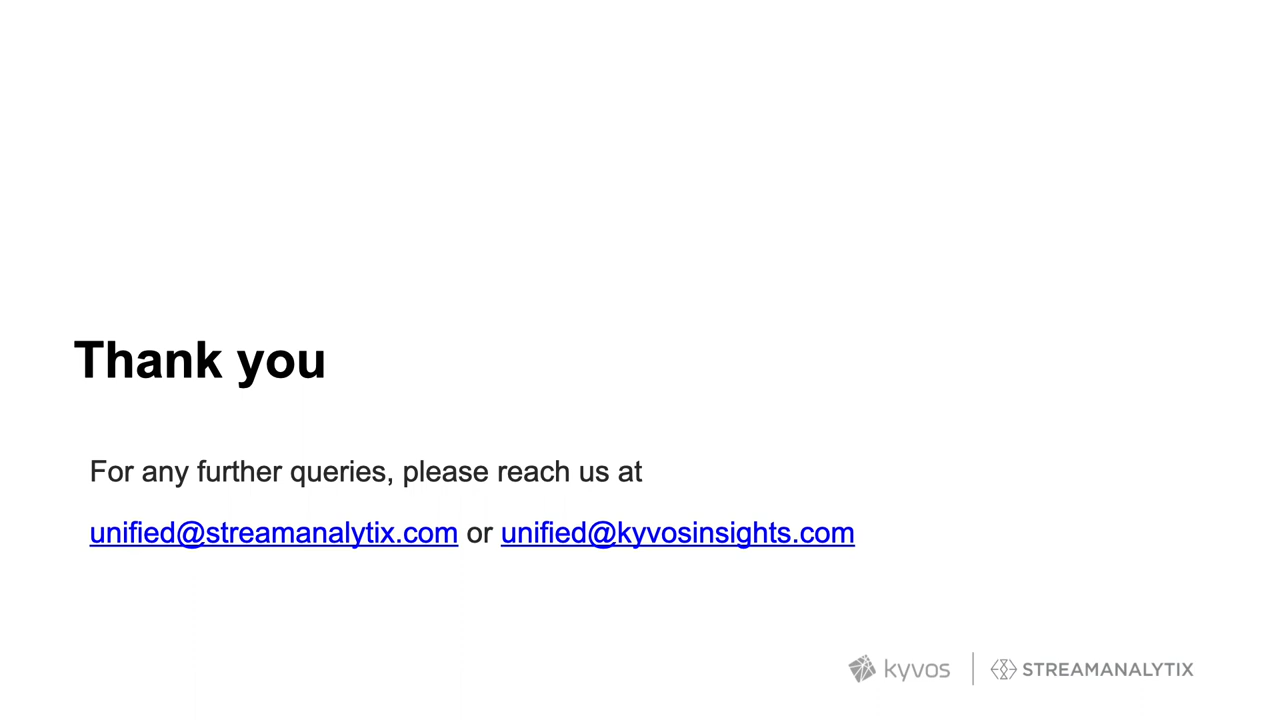 Thank you
For any further queries, please reach us at
unified@streamanalytix.com or unified@kyvosinsights.com
kyvos | STREAMANALYTIX